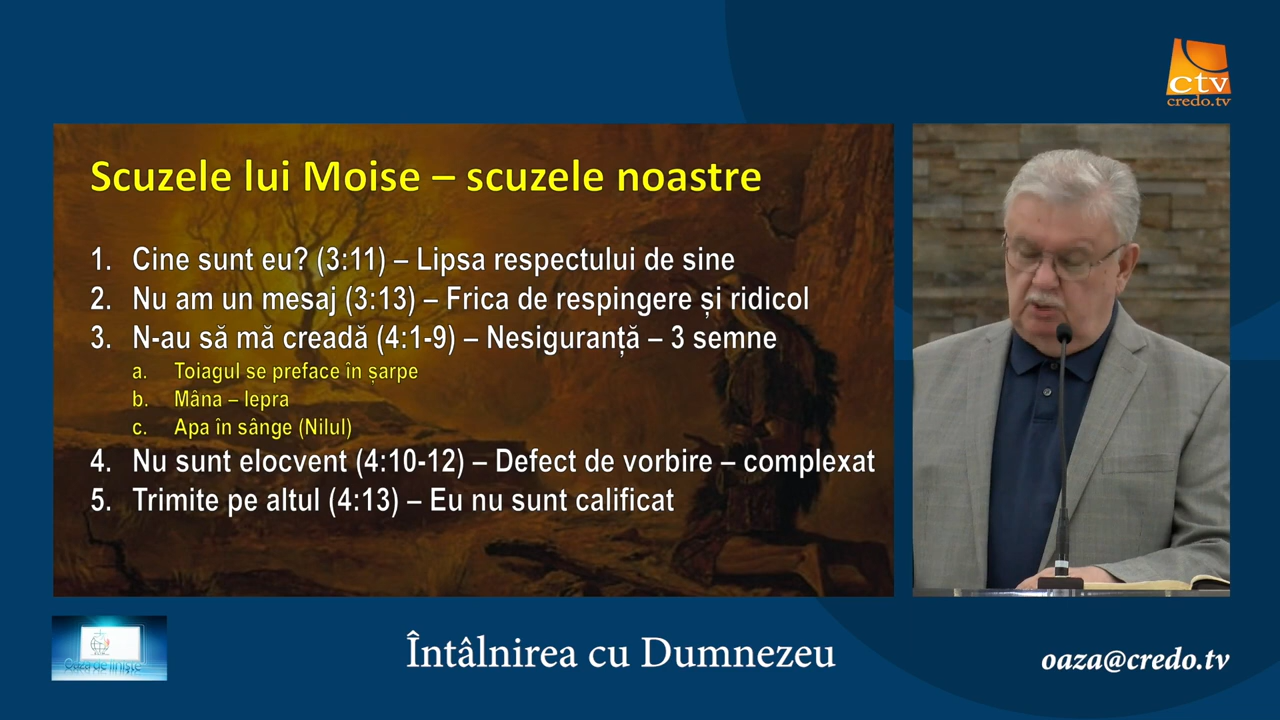 ctv
credo.tv
Scuzele lui Moise – scuzele noastre
1. Cine sunt eu? (3:11) – Lipsa respectului de sine
2. Nu am un mesaj (3:13) – Frica de respingere și ridicol
3. N-au să mă creadă (4:1-9) – Nesiguranță – 3 semne
a. Toiagul se preface în șarpe
b. Mâna – lepra
c. Apa în sânge (Nilul)
4. Nu sunt elocvent (4:10-12) – Defect de vorbire – complexat
5. Trimite pe altul (4:13) – Eu nu sunt calificat
Oaza de liniște
Întâlnirea cu Dumnezeu
oaza@credo.tv